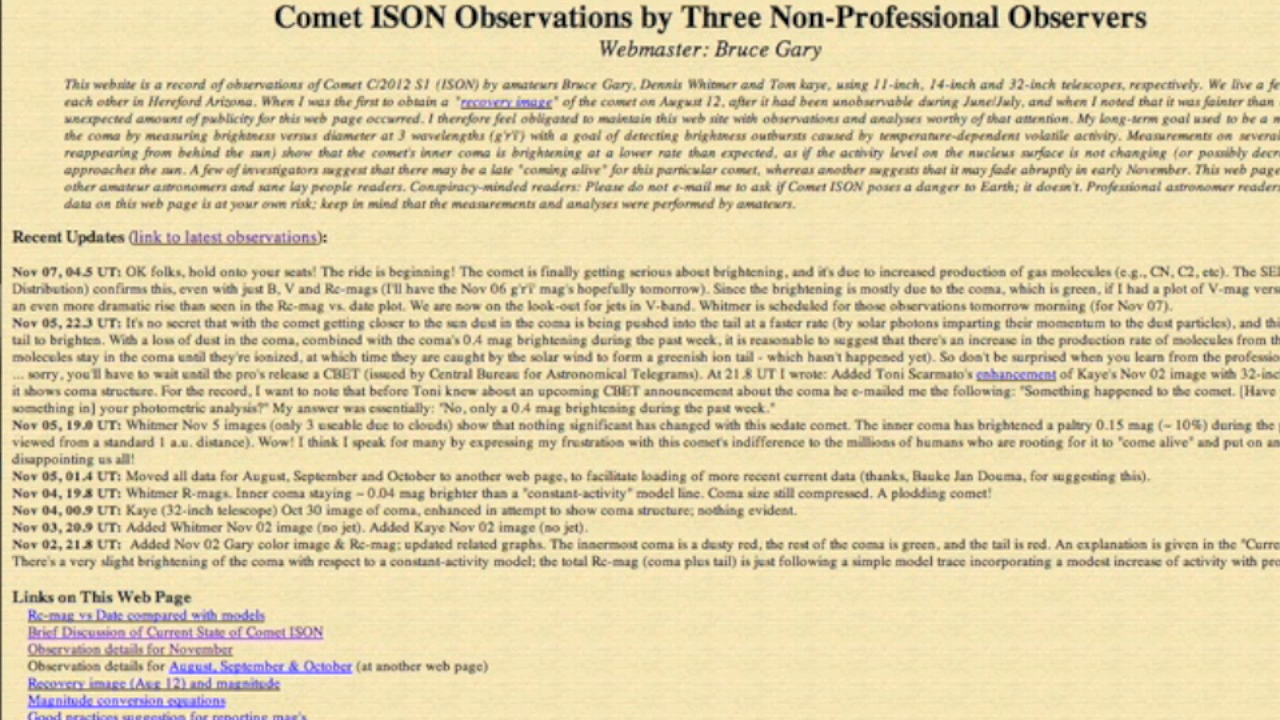 Comet ISON Observations by Three Non-Professional Observers
Webmaster: Bruce Gary
This website is a record of observations of Comet C/2012 S1 (ISON) by amateurs Bruce Gary, Dennis Whitmer and Tom kaye, using 11-inch, 14-inch and 32-inch telescopes, respectively. We live a fe
each other in Hereford Arizona. When I was the first to obtain a "recovery image" of the comet on August 12, after it had been unobservable during June/July, and when I noted that it was fainter than
unexpected amount of publicity for this web page occurred. I therefore feel obligated to maintain this web site with observations and analyses worthy of that attention. My long-term goal used to be a m
the coma by measuring brightness versus diameter at 3 wavelengths (g'r'i') with a goal of detecting brightness outbursts caused by temperature-dependent volatile activity. Measurements on severa
reappearing from behind the sun) show that the comet's inner coma is brightening at a lower rate than expected, as if the activity level on the nucleus surface is not changing (or possibly decr
approaches the sun. A few of investigators suggest that there may be a late "coming alive" for this particular comet, whereas another suggests that it may fade abruptly in early November. This web page
other amateur astronomers and sane lay people readers. Conspiracy-minded readers: Please do not e-mail me to ask if Comet ISON poses a danger to Earth; it doesn't. Professional astronomer reader
data on this web page is at your own risk; keep in mind that the measurements and analyses were performed by amateurs.
Recent Updates (link to latest observations):
Nov 07, 04.5 UT: OK folks, hold onto your seats! The ride is beginning! The comet is finally getting serious about brightening, and it's due to increased production of gas molecules (e.g., CN, C2, etc). The SE
Distribution) confirms this, even with just B, V and Rc-mags (I'll have the Nov 06 g'r'i' mag's hopefully tomorrow). Since the brightening is mostly due to the coma, which is green, if I had a plot of V-mag vers
an even more dramatic rise than seen in the Rc-mag vs. date plot. We are now on the look-out for jets in V-band. Whitmer is scheduled for those observations tomorrow morning (for Nov 07).
Nov 05, 22.3 UT: It's no secret that with the comet getting closer to the sun dust in the coma is being pushed into the tail at a faster rate (by solar photons imparting their momentum to the dust particles), and th
tail to brighten. With a loss of dust in the coma, combined with the coma's 0.4 mag brightening during the past week, it is reasonable to suggest that there's an increase in the production rate of molecules from th
molecules stay in the coma until they're ionized, at which time they are caught by the solar wind to form a greenish ion tail - which hasn't happened yet). So don't be surprised when you learn from the professio
... sorry, you'll have to wait until the pro's release a CBET (issued by Central Bureau for Astronomical Telegrams). At 21.8 UT I wrote: Added Toni Scarmato's enhancement of Kaye's Nov 02 image with 32-inc
it shows coma structure. For the record, I want to note that before Toni knew about an upcoming CBET announcement about the coma he e-mailed me the following: "Something happened to the comet. [Have
something in] your photometric analysis?" My answer was essentially: "No, only a 0.4 mag brightening during the past week."
Nov 05, 19.0 UT: Whitmer Nov 5 images (only 3 useable due to clouds) show that nothing significant has changed with this sedate comet. The inner coma has brightened a paltry 0.15 mag (~ 10%) during the
viewed from a standard 1 a.u. distance). Wow! I think I speak for many by expressing my frustration with this comet's indifference to the millions of humans who are rooting for it to "come alive" and put on an
disappointing us all!
Nov 05, 01.4 UT: Moved all data for August, September and October to another web page, to facilitate loading of more recent current data (thanks, Bauke Jan Douma, for suggesting this).
Nov 04, 19.8 UT: Whitmer R-mags. Inner coma staying ~ 0.04 mag brighter than a "constant-activity" model line. Coma size still compressed. A plodding comet!
Nov 04, 00.9 UT: Kaye (32-inch telescope) Oct 30 image of coma, enhanced in attempt to show coma structure; nothing evident.
Nov 03, 20.9 UT: Added Whitmer Nov 02 image (no jet). Added Kaye Nov 02 image (no jet).
Nov 02, 21.8 UT: Added Nov 02 Gary color image & Rc-mag; updated related graphs. The innermost coma is a dusty red, the rest of the coma is green, and the tail is red. An explanation is given in the "Curre
There's a very slight brightening of the coma with respect to a constant-activity model; the total Rc-mag (coma plus tail) is just following a simple model trace incorporating a modest increase of activity with pro
Links on This Web Page
Rc-mag vs Date compared with models
Brief Discussion of Current State of Comet ISON
Observation details for November
Observation details for August, September & October (at another web page)
Recovery image (Aug 12) and magnitude
Magnitude conversion equations
Good practices suggestion for reporting mag's